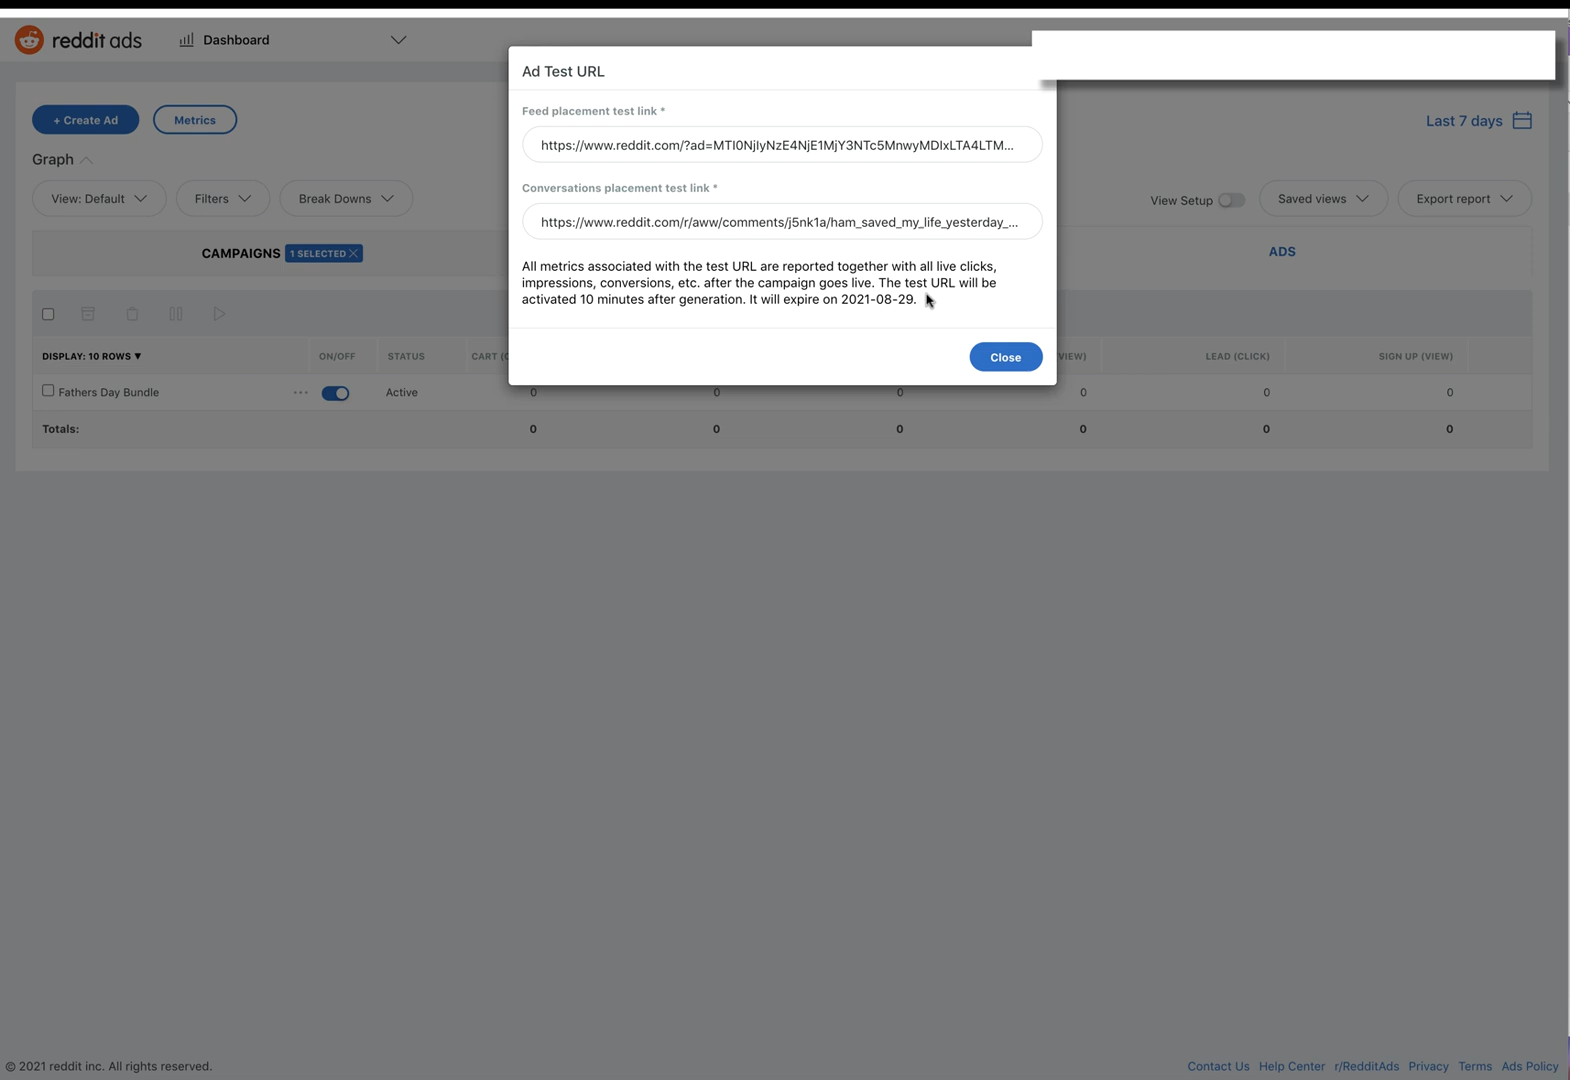 reddit ads
Dashboard
Ad Test URL
+ Create Ad
Metrics
Feed placement test link *
Last 7 days
https://www.reddit.com/?ad=MTI0NjIyNzE4NjE1MjY3NTc5MnwyMDIxLTA4LTM...
Graph
Conversations placement test link *
View: Default
Filters
Break Downs
View Setup
Saved views
Export report
https://www.reddit.com/r/aww/comments/j5nk1a/ham_saved_my_life_yesterday_...
CAMPAIGNS 1 SELECTED X
ADS
All metrics associated with the test URL are reported together with all live clicks,
impressions, conversions, etc. after the campaign goes live. The test URL will be
activated 10 minutes after generation. It will expire on 2021-08-29.
Close
DISPLAY: 10 ROWS ▼ ON/OFF STATUS CART (C VIEW) LEAD (CLICK) SIGN UP (VIEW)
Fathers Day Bundle ... Active 0 0 0 0 0 0
Totals: 0 0 0 0 0 0
© 2021 reddit inc. All rights reserved.
Contact Us Help Center r/RedditAds Privacy Terms Ads Policy